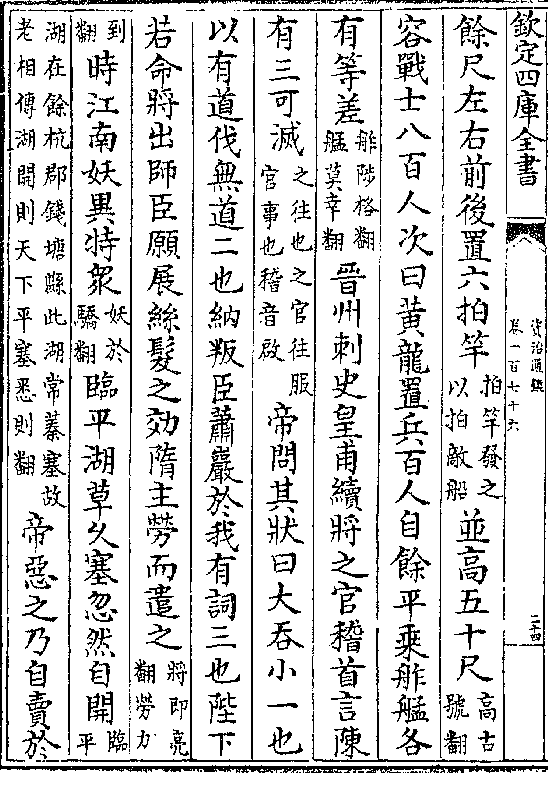 欽定四庫全書
資治通鑑
卷一百七十六
二十四
餘尺左右前後置六拍竿拍竿發之以拍敵船並高五十尺高古號翻
容戰士八百人次曰黃龍置兵百人自餘平乗舴艋各
有等差舴陟格翻艋莫幸翻晉州刺史皇甫續將之官稽首言陳
有三可滅之往也之官往服官事也稽音啟帝問其狀曰大吞小一也
以有道伐無道二也納叛臣蕭巖於我有詞三也陛下
若命將出師臣願展絲髮之効隋主勞而遣之將即亮翻勞力
到翻時江南妖異特衆妖於驕翻臨平湖草久塞忽然自開臨平
湖在餘杭郡錢塘縣此湖常蓁塞故老相傳湖開則天下平塞悉則翻帝惡之乃自賣於